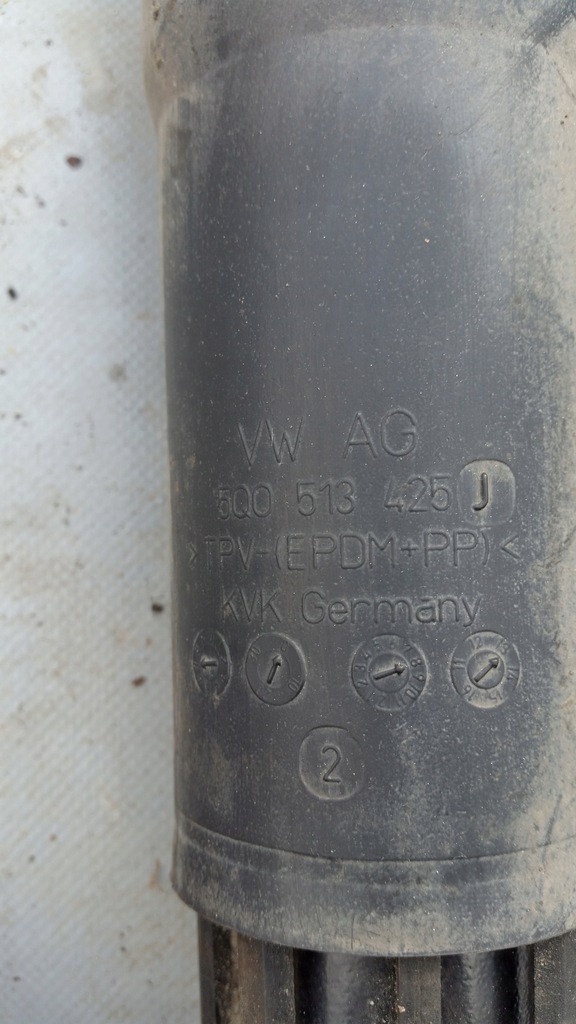 VW AG
5Q0 513 425 J
>TPV-(EPDM+PP)<
KVK Germany
2